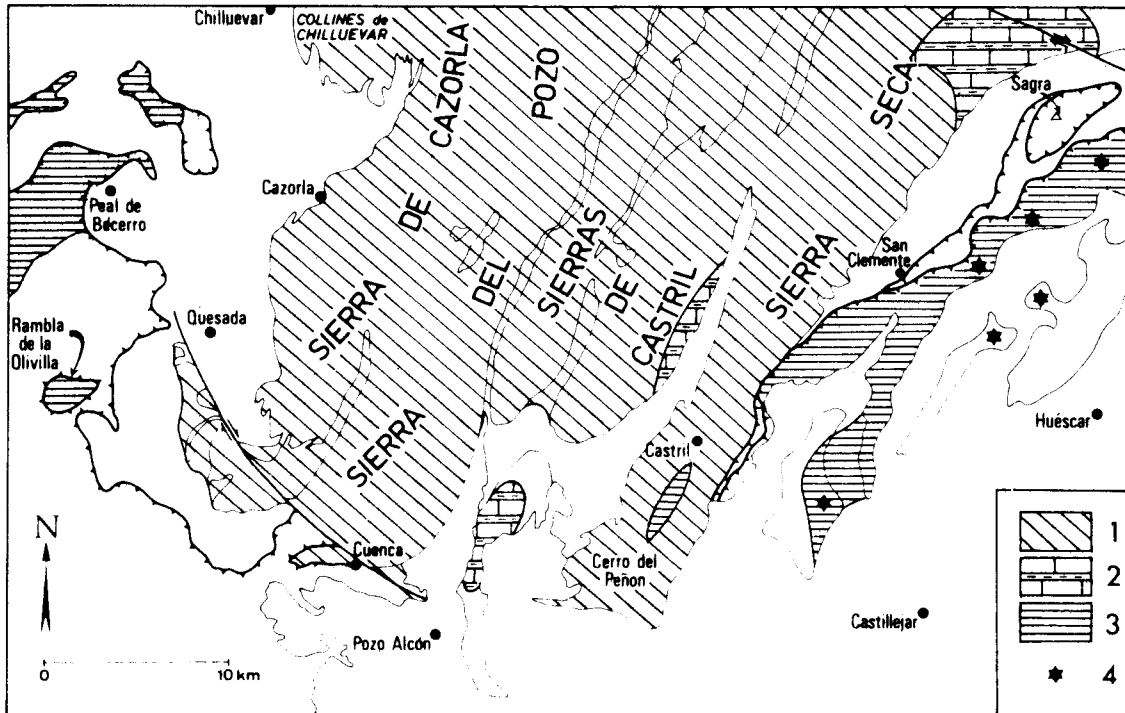 Chilluevar
COLLINES de
CHILLUEVAR
SIERRA DE CAZORLA
SIERRA DEL POZO
SIERRAS DE CASTRIL
SIERRA SECA
Sagra
Peal de
Becerro
Cazorla
San
Clemente
Rambla
de la
Olivilla
Quesada
Huéscar
Castril
Cuenca
Cerro del
Peñon
Castillejar
Pozo Alcón
N
0 10 km
1
2
3
4